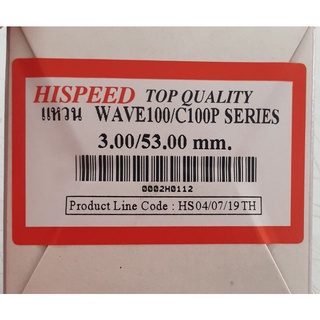 HISPEED TOP QUALITY
แหวน WAVE100/C100P SERIES
3.00/53.00 mm.
0002H0112
Product Line Code : HS04/07/19TH